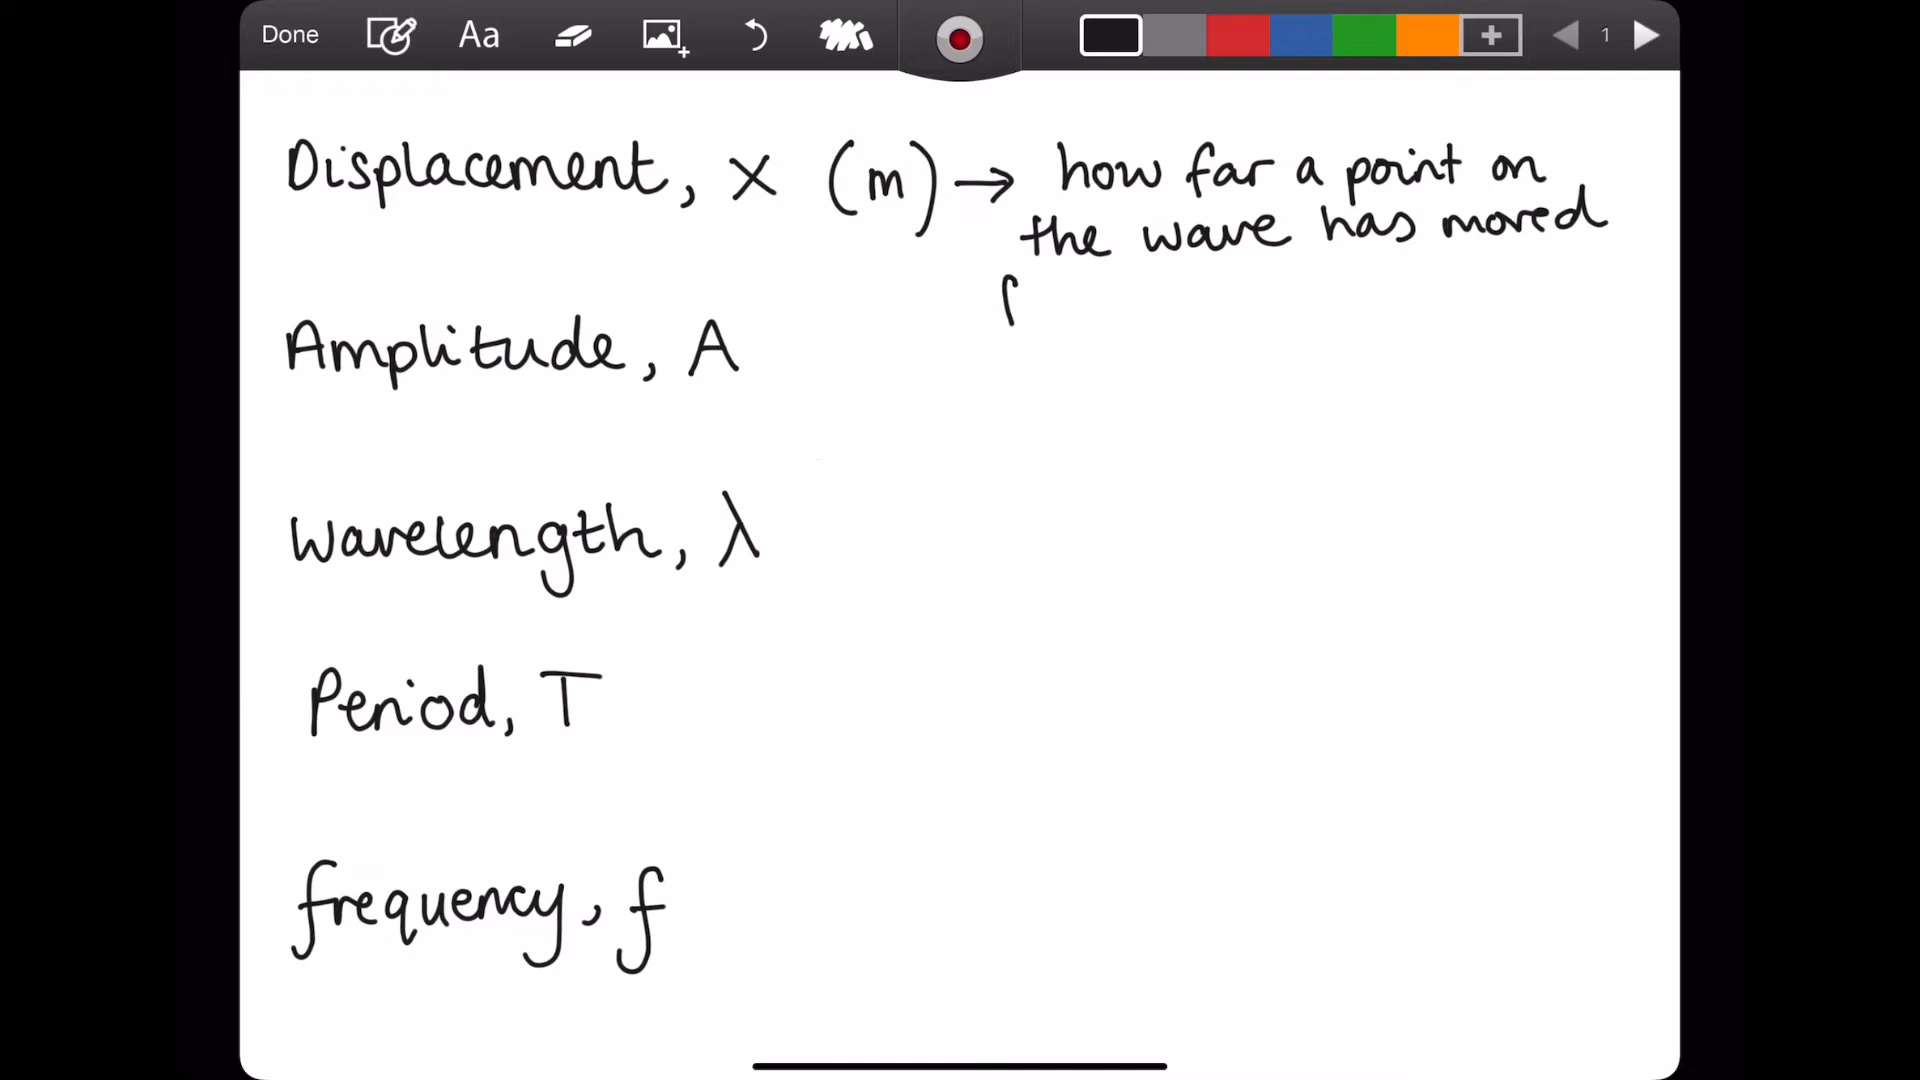 Done Aa 1
Displacement, x (m) → how far a point on
the wave has moved
f
Amplitude, A
Wavelength, λ
Period, T
frequency, f